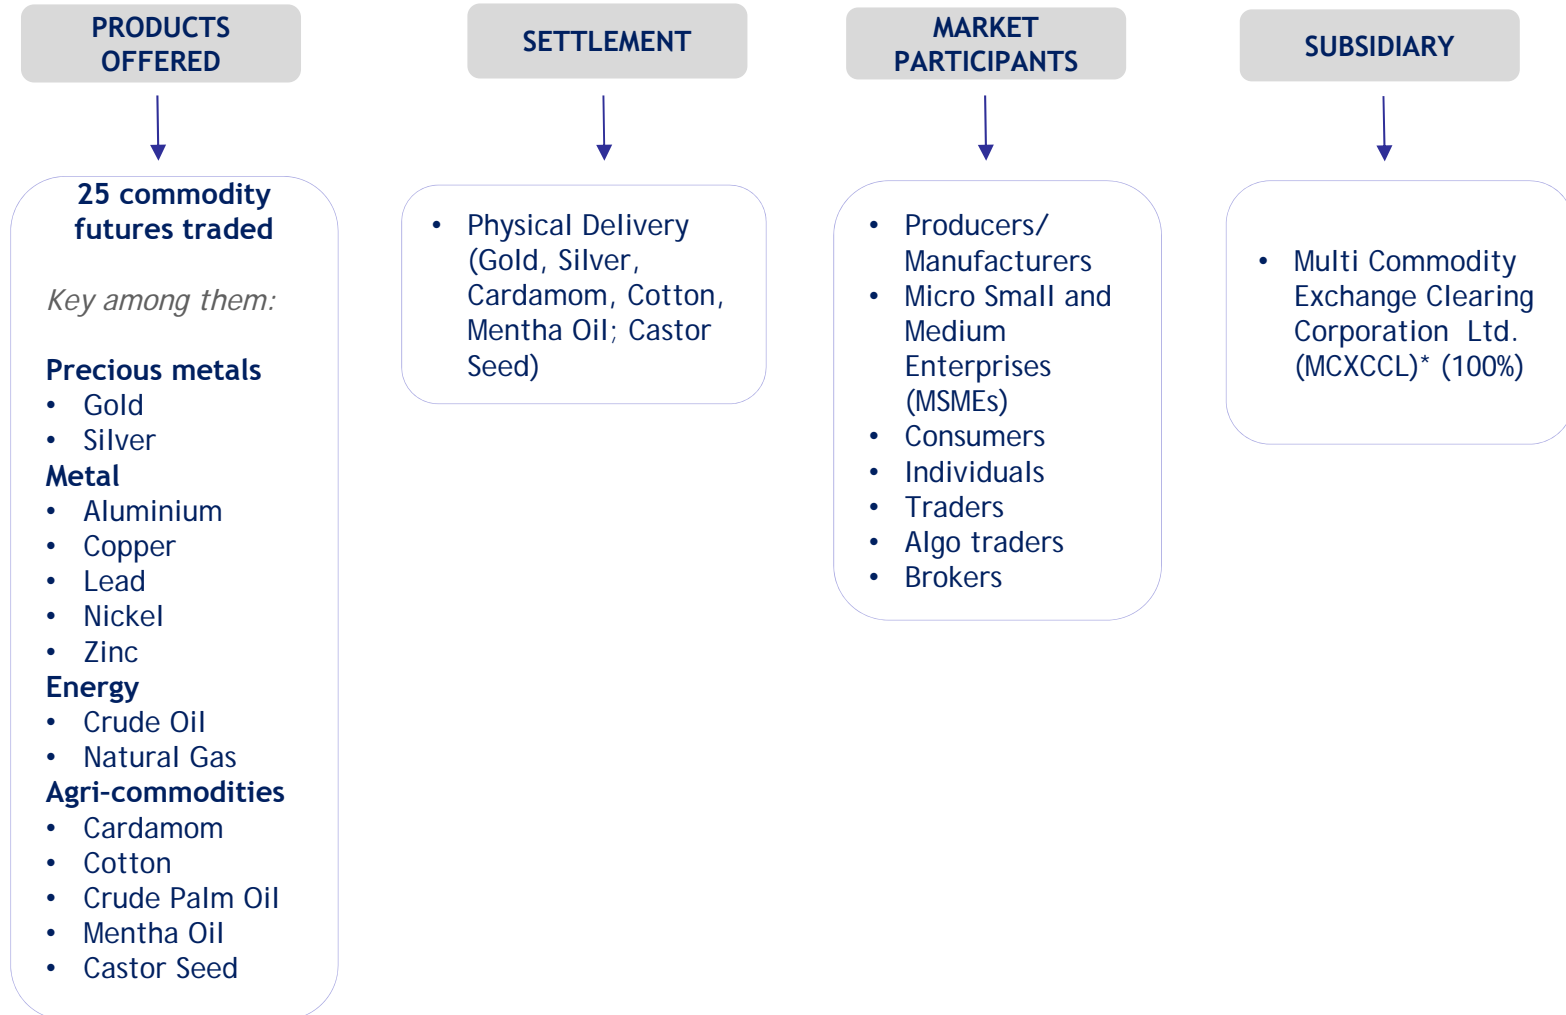 PRODUCTS
OFFERED
25 commodity
futures traded
Key among them:
Precious metals
• Gold
• Silver
Metal
• Aluminium
• Copper
• Lead
• Nickel
• Zinc
Energy
• Crude Oil
• Natural Gas
Agri-commodities
• Cardamom
• Cotton
• Crude Palm Oil
• Mentha Oil
• Castor Seed
SETTLEMENT
• Physical Delivery
(Gold, Silver,
Cardamom, Cotton,
Mentha Oil; Castor
Seed)
MARKET
PARTICIPANTS
• Producers/
Manufacturers
• Micro Small and
Medium
Enterprises
(MSMEs)
• Consumers
• Individuals
• Traders
• Algo traders
• Brokers
SUBSIDIARY
• Multi Commodity
Exchange Clearing
Corporation Ltd.
(MCXCCL)* (100%)